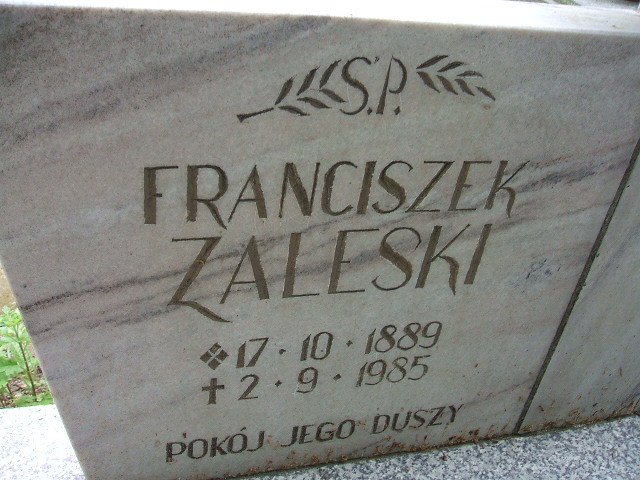 Ś.P.
FRANCISZEK
ZALESKI
17·10·1889
2·9·1985
POKÓJ JEGO DUSZY